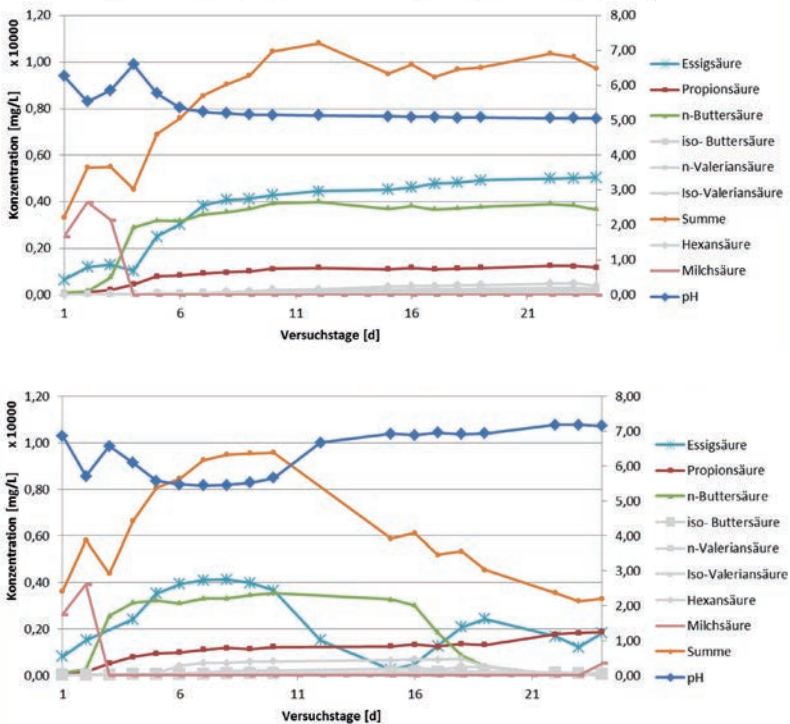 x 10000
Konzentration [mg/L]
1,20
1,00
0,80
0,60
0,40
0,20
0,00
8,00
7,00
6,00
5,00
4,00
3,00
2,00
1,00
0,00
1 6 11 16 21
Versuchstage [d]
Essigsäure
Propionsäure
n-Buttersäure
iso- Buttersäure
n-Valeriansäure
Iso-Valeriansäure
Summe
Hexansäure
Milchsäure
pH
x 10000
Konzentration [mg/L]
1,20
1,00
0,80
0,60
0,40
0,20
0,00
8,00
7,00
6,00
5,00
4,00
3,00
2,00
1,00
0,00
1 6 11 16 21
Versuchstage [d]
Essigsäure
Propionsäure
n-Buttersäure
iso- Buttersäure
n-Valeriansäure
Iso-Valeriansäure
Hexansäure
Milchsäure
Summe
pH